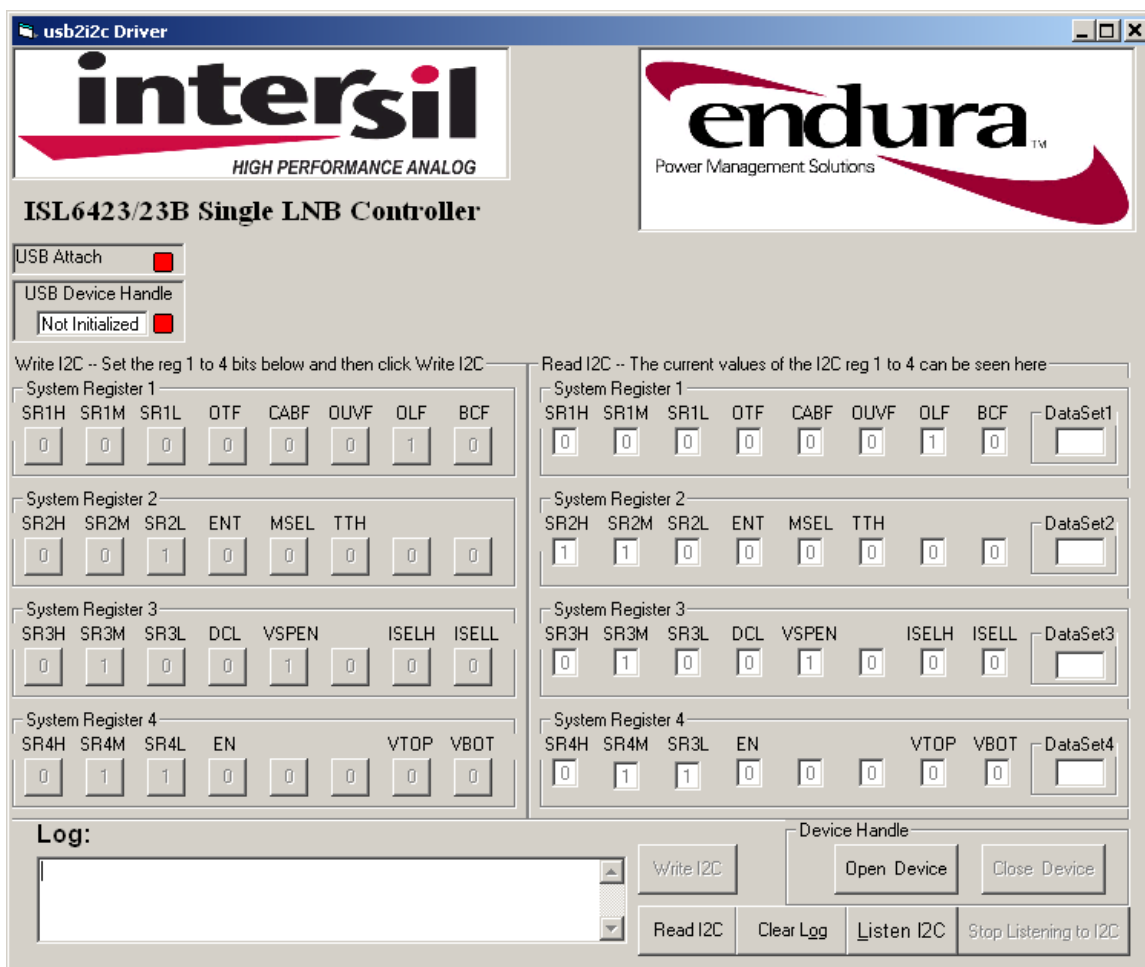 usb2i2c Driver
intersil
HIGH PERFORMANCE ANALOG
endura™
Power Management Solutions
ISL6423/23B Single LNB Controller
USB Attach
USB Device Handle
Not Initialized
Write I2C -- Set the reg 1 to 4 bits below and then click Write I2C
System Register 1
SR1H SR1M SR1L OTF CABF OUVF OLF BCF
0 0 0 0 0 0 1 0
System Register 2
SR2H SR2M SR2L ENT MSEL TTH
0 0 1 0 0 0 0 0
System Register 3
SR3H SR3M SR3L DCL VSPEN ISELH ISELL
0 1 0 0 1 0 0 0
System Register 4
SR4H SR4M SR4L EN VTOP VBOT
0 1 1 0 0 0 0 0
Read I2C -- The current values of the I2C reg 1 to 4 can be seen here
System Register 1
SR1H SR1M SR1L OTF CABF OUVF OLF BCF DataSet1
0 0 0 0 0 0 1 0
System Register 2
SR2H SR2M SR2L ENT MSEL TTH DataSet2
1 1 0 0 0 0 0 0
System Register 3
SR3H SR3M SR3L DCL VSPEN ISELH ISELL DataSet3
0 1 0 0 1 0 0 0
System Register 4
SR4H SR4M SR3L EN VTOP VBOT DataSet4
0 1 1 0 0 0 0 0
Log:
Device Handle
Write I2C Open Device Close Device
Read I2C Clear Log Listen I2C Stop Listening to I2C